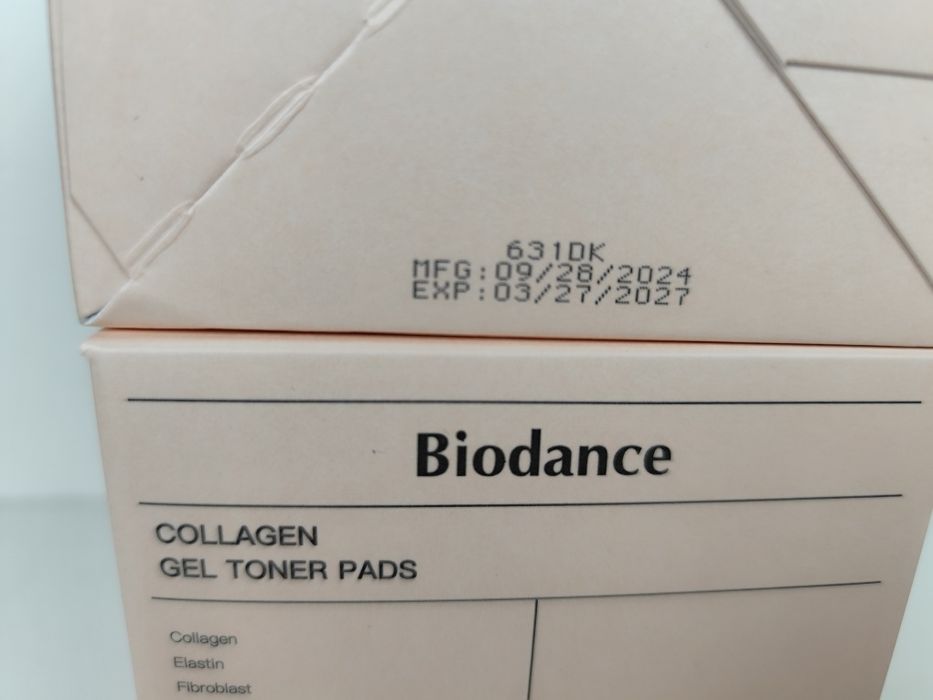 631DK
MFG:09/28/2024
EXP:03/27/2027
Biodance
COLLAGEN
GEL TONER PADS
Collagen
Elastin
Fibroblast